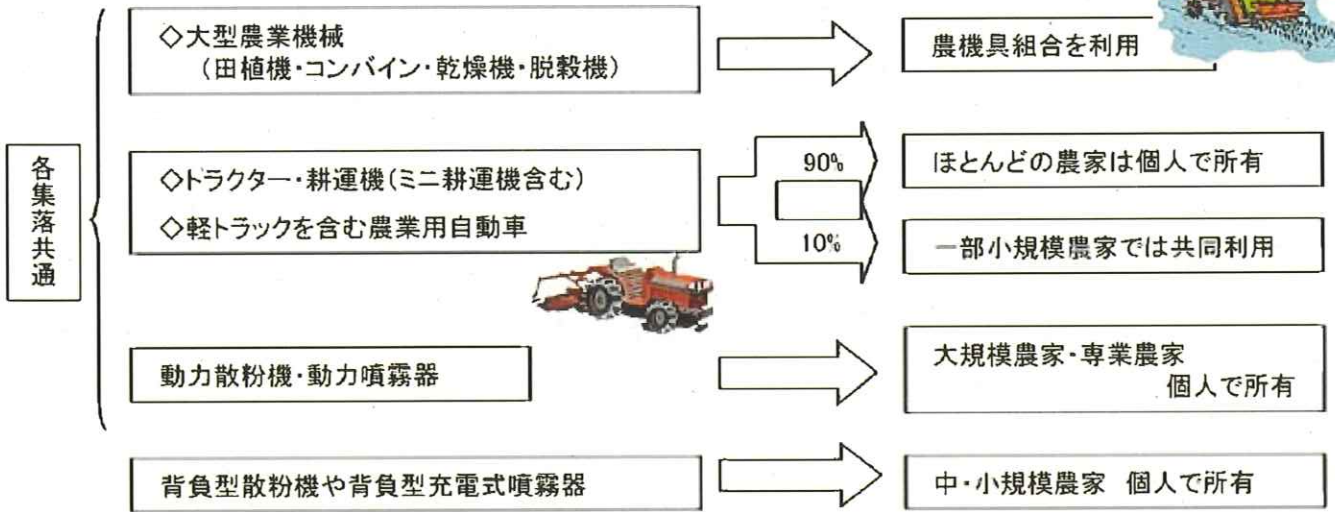 ◇大型農業機械
(田植機・コンバイン・乾燥機・脱穀機)
農機具組合を利用
各集落共通
◇トラクター・耕運機(ミニ耕運機含む)
◇軽トラックを含む農業用自動車
90%
ほとんどの農家は個人で所有
10%
一部小規模農家では共同利用
動力散粉機・動力噴霧器
大規模農家・専業農家
個人で所有
背負型散粉機や背負型充電式噴霧器
中・小規模農家 個人で所有